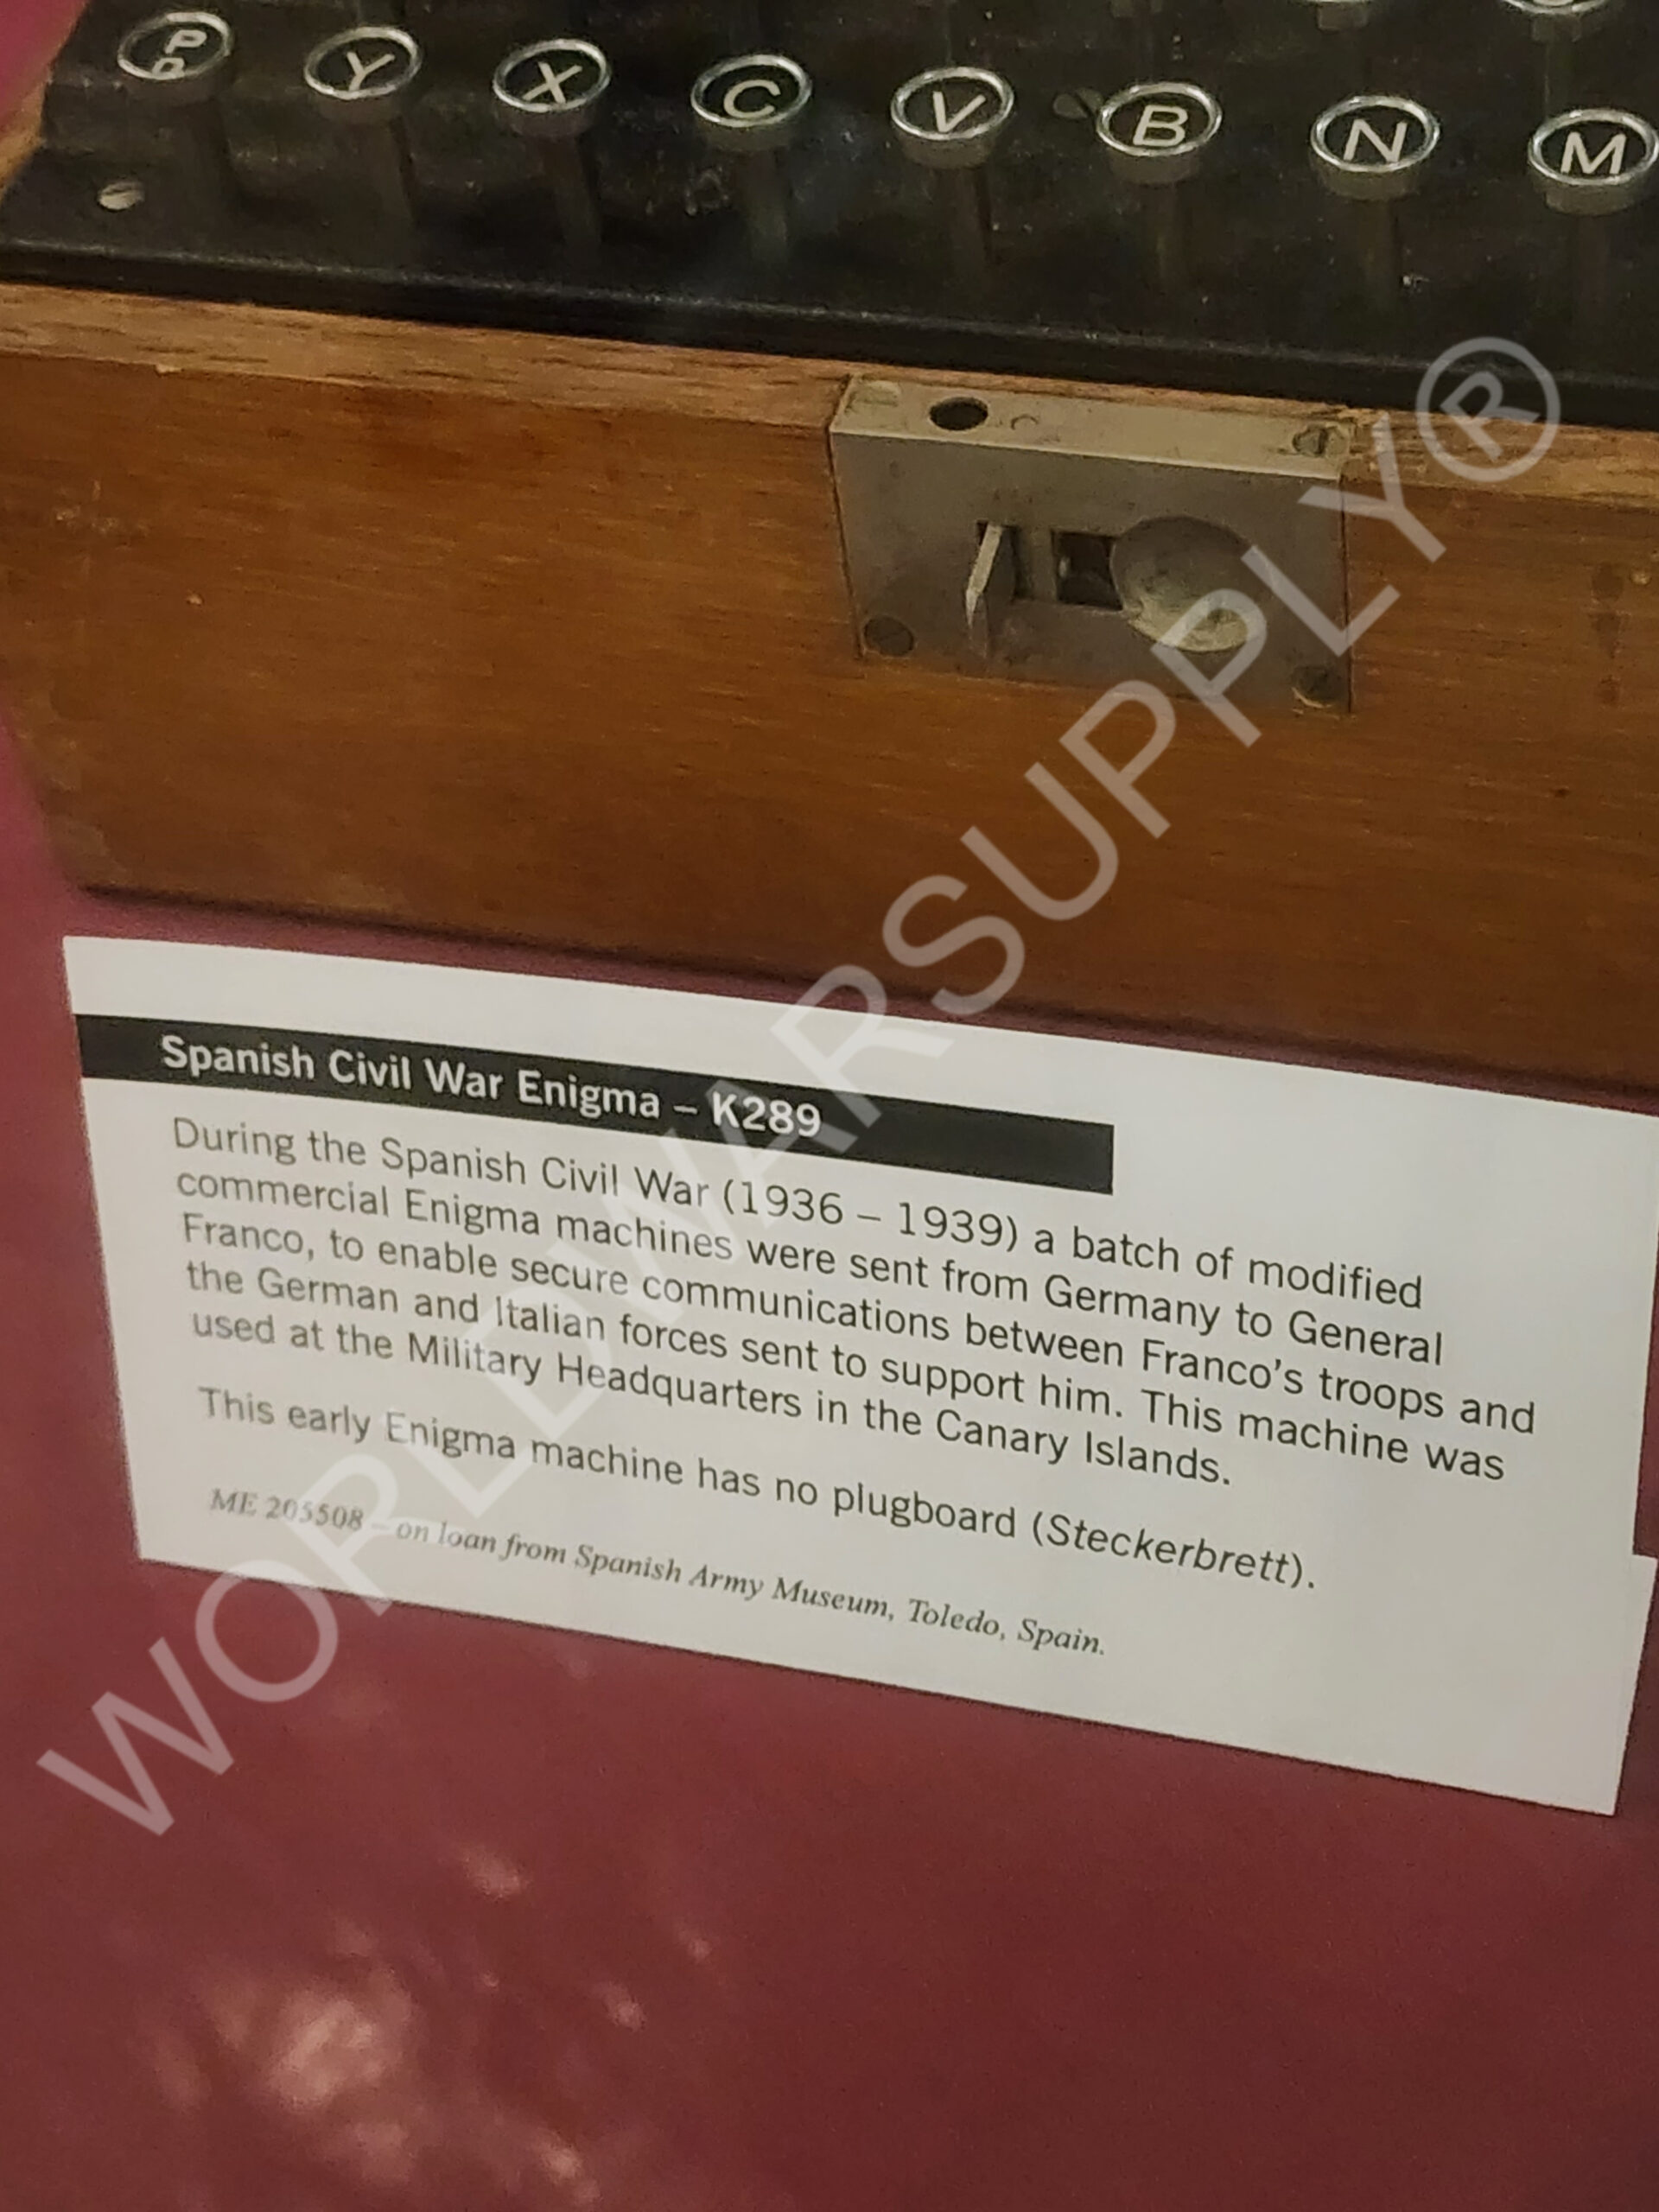 P
Y X C V B N M
Spanish Civil War Enigma – K289
During the Spanish Civil War (1936 – 1939) a batch of modified
commercial Enigma machines were sent from Germany to General
Franco, to enable secure communications between Franco's troops and
the German and Italian forces sent to support him. This machine was
used at the Military Headquarters in the Canary Islands.
This early Enigma machine has no plugboard (Steckerbrett).
ME 205508 – on loan from Spanish Army Museum, Toledo, Spain.
WORLDWARSUPPLY®